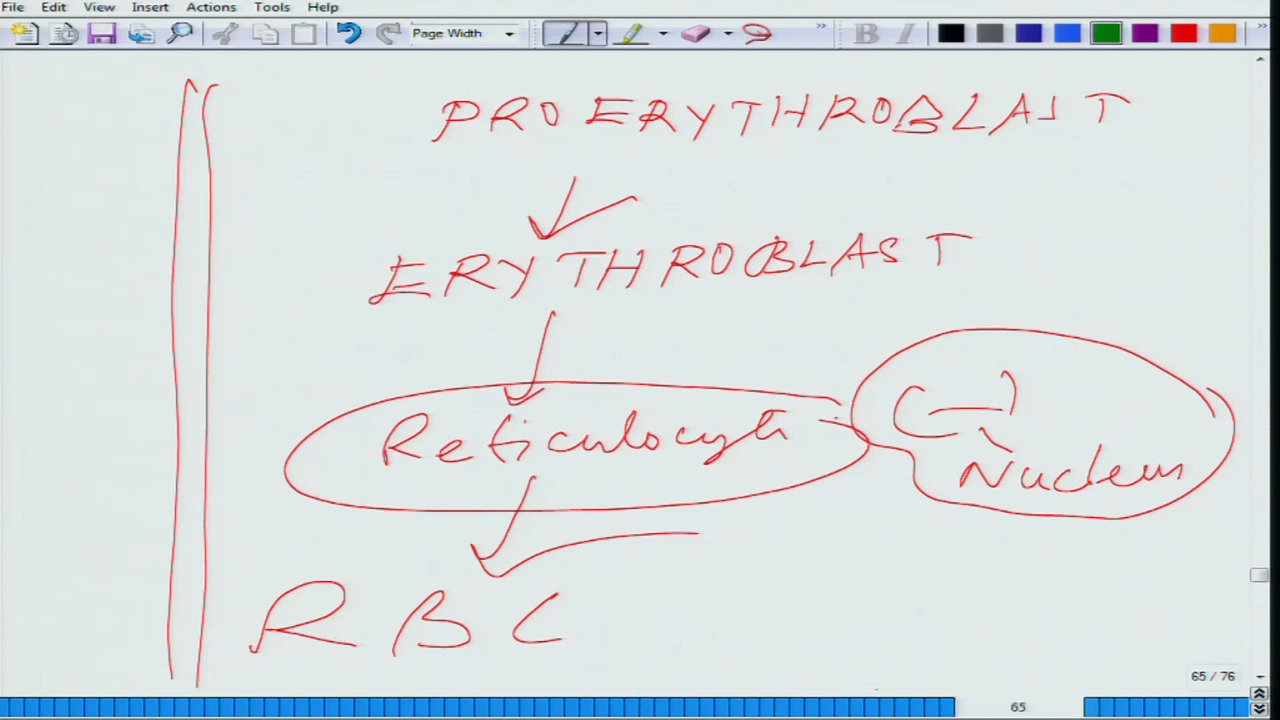 File Edit View Insert Actions Tools Help
Page Width B I
PROERYTHROBLAST
ERYTHROBLAST
Reticulocyte
(-)
Nucleus
RBC
65 / 76
65